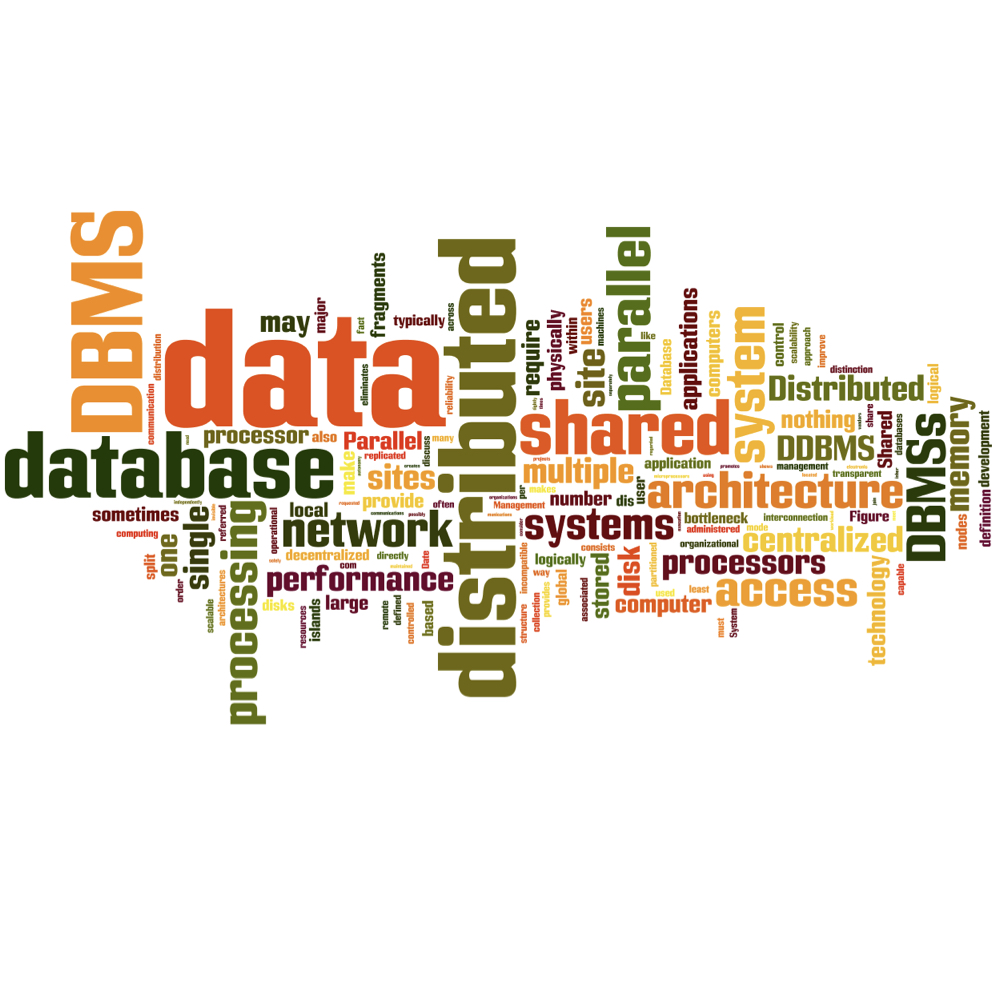 DBMS
data
may
major
fact
fragments
typically
across
distribution
communication
eliminates
reliability
database
processor
also
Parallel
many
replicated
discuss
make
sites
provide
often
independently
sometimes
computing
split
one
order
single
referred
scalable
architectures
processing
operational
local
network
decentralized
directly
com
Date
performance
disks
resources
islands
large
remote
defined
controlled
based
distributed
require
physically
within
users
machines
site
parallel
like
Database
applications
computers
system
control
scalability
approach
improve
distinction
Distributed
logical
shared
nothing
share
Shared
databases
DDBMS
management
transparent
multiple
application
per
makes
number
dis
user
architecture
Management
organizations
systems
bottleneck
interconnection
Figure
administered
mode
organizational
centralized
DBMSs
memory
nodes
definition
development
consists
logically
way
incompatible
structure
collection
provides
global
associated
stored
disk
partitioned
used
processors
least
computer
access
must
System
technology
capable